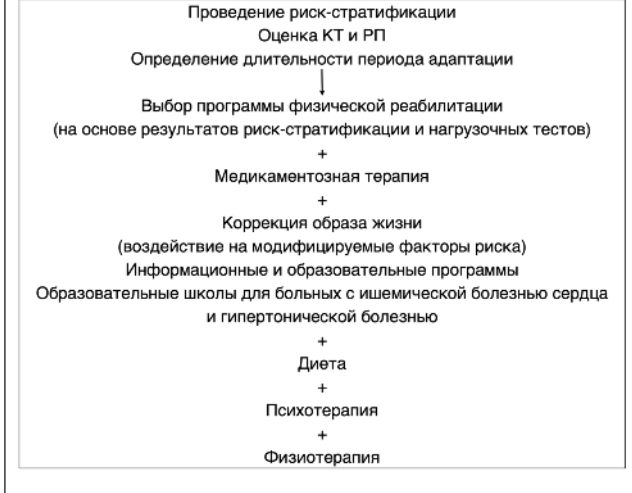 Проведение риск-стратификации
Оценка КТ и РП
Определение длительности периода адаптации
Выбор программы физической реабилитации
(на основе результатов риск-стратификации и нагрузочных тестов)
+
Медикаментозная терапия
+
Коррекция образа жизни
(воздействие на модифицируемые факторы риска)
Информационные и образовательные программы
Образовательные школы для больных с ишемической болезнью сердца
и гипертонической болезнью
+
Диета
+
Психотерапия
+
Физиотерапия